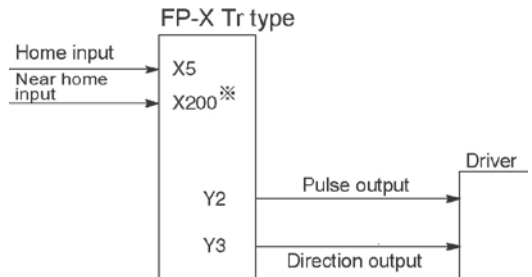 FP-X Tr type
Home input
X5
Near home
input
X200※
Driver
Y2
Pulse output
Y3
Direction output